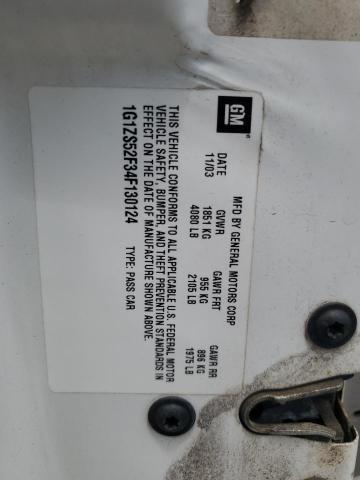 GM
MFD BY GENERAL MOTORS CORP
DATE GVWR GAWR FRT GAWR RR
11/03 1851 KG 955 KG 896 KG
4080 LB 2105 LB 1975 LB
THIS VEHICLE CONFORMS TO ALL APPLICABLE U.S. FEDERAL MOTOR
VEHICLE SAFETY, BUMPER, AND THEFT PREVENTION STANDARDS IN
EFFECT ON THE DATE OF MANUFACTURE SHOWN ABOVE.
1G1ZS52F34F130124 TYPE: PASS CAR